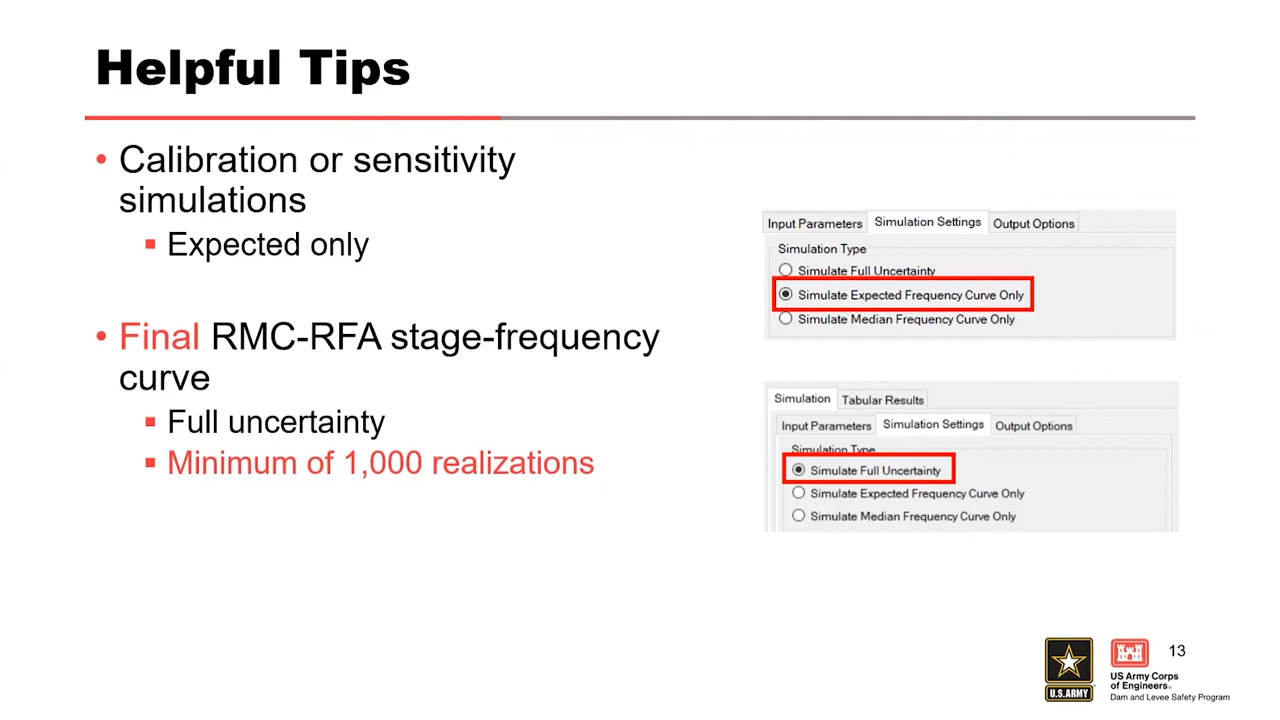 Helpful Tips
• Calibration or sensitivity
simulations
▪ Expected only
• Final RMC-RFA stage-frequency
curve
▪ Full uncertainty
▪ Minimum of 1,000 realizations
Input Parameters Simulation Settings Output Options
Simulation Type
Simulate Full Uncertainty
Simulate Expected Frequency Curve Only
Simulate Median Frequency Curve Only
Simulation Tabular Results
Input Parameters Simulation Settings Output Options
Simulation Type
Simulate Full Uncertainty
Simulate Expected Frequency Curve Only
Simulate Median Frequency Curve Only
U.S.ARMY
US Army Corps
of Engineers®
Dam and Levee Safety Program
13